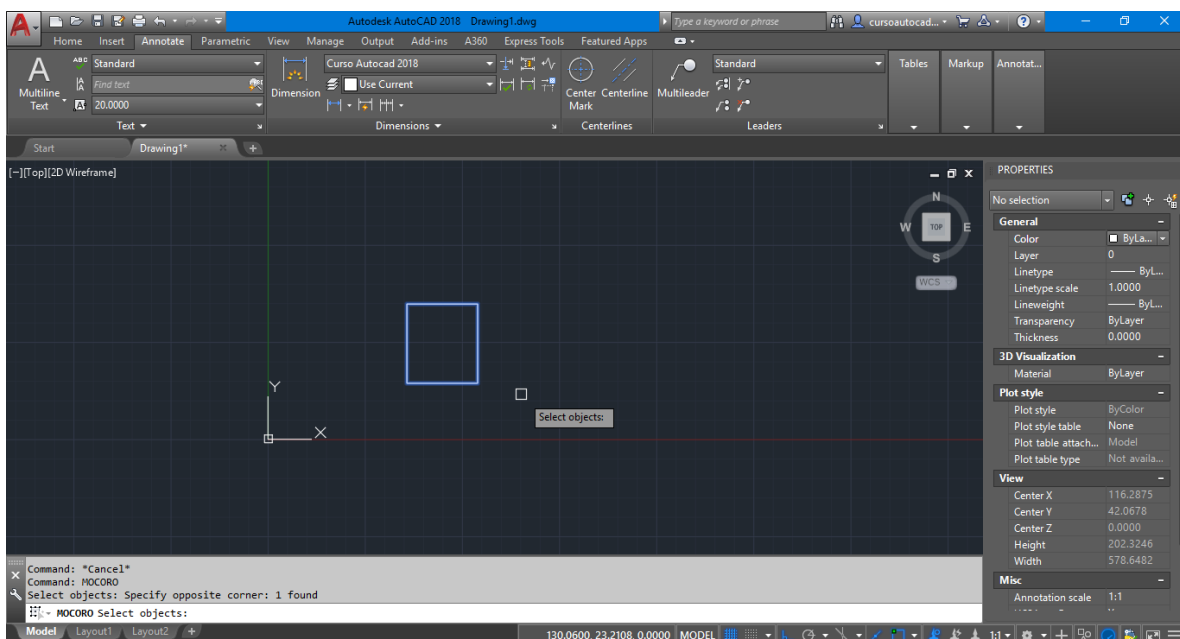 Autodesk AutoCAD 2018 Drawing1.dwg
Type a keyword or phrase
cursoautocad...
Home Insert Annotate Parametric View Manage Output Add-ins A360 Express Tools Featured Apps
A
Multiline
Text
ABC Standard
Find text
20.0000
Text
Dimension
Curso Autocad 2018
Use Current
Dimensions
Center
Mark
Centerline
Centerlines
Multileader
Standard
Leaders
Tables
Markup
Annotat...
Start Drawing1*
[−][Top][2D Wireframe]
N
W TOP E
S
WCS
Y
X
Select objects:
PROPERTIES
No selection
General
Color ByLa...
Layer 0
Linetype ByL...
Linetype scale 1.0000
Lineweight ByL...
Transparency ByLayer
Thickness 0.0000
3D Visualization
Material ByLayer
Plot style
Plot style ByColor
Plot style table None
Plot table attach... Model
Plot table type Not availa...
View
Center X 116.2875
Center Y 42.0678
Center Z 0.0000
Height 202.3246
Width 578.6482
Misc
Annotation scale 1:1
Command: *Cancel*
Command: MOCORO
Select objects: Specify opposite corner: 1 found
MOCORO Select objects:
Model Layout1 Layout2 +
130.0600, 23.2108, 0.0000 MODEL 1:1